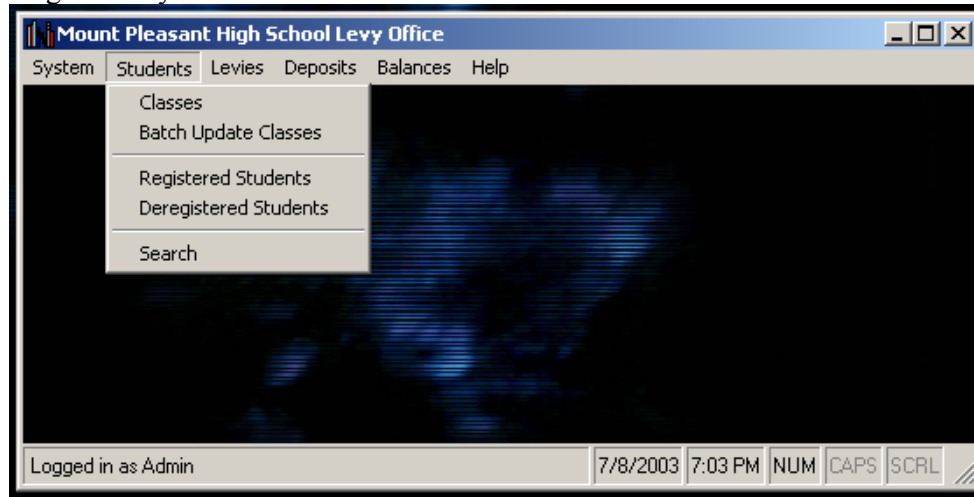 Mount Pleasant High School Levy Office
System Students Levies Deposits Balances Help
Classes
Batch Update Classes
Registered Students
Deregistered Students
Search
Logged in as Admin 7/8/2003 7:03 PM NUM CAPS SCRL